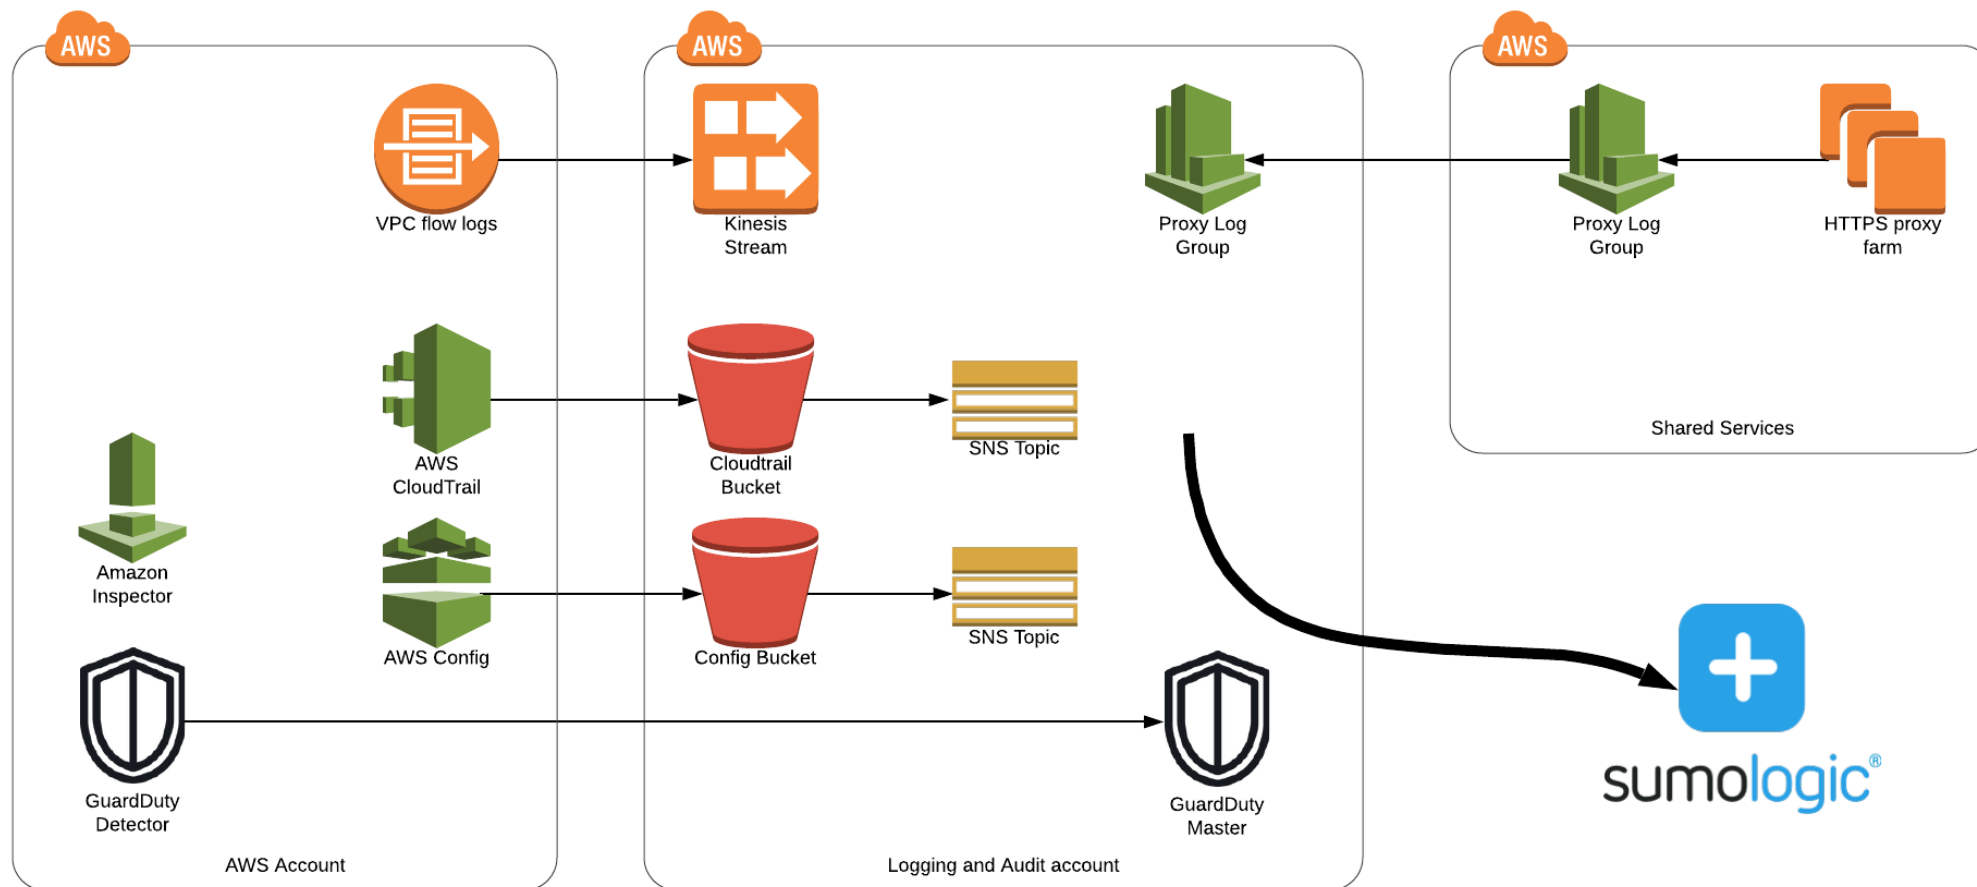 AWS
AWS
AWS
VPC flow logs
Kinesis
Stream
Proxy Log
Group
Proxy Log
Group
HTTPS proxy
farm
AWS
CloudTrail
Cloudtrail
Bucket
SNS Topic
Shared Services
Amazon
Inspector
AWS Config
Config Bucket
SNS Topic
GuardDuty
Detector
GuardDuty
Master
sumologic®
AWS Account
Logging and Audit account